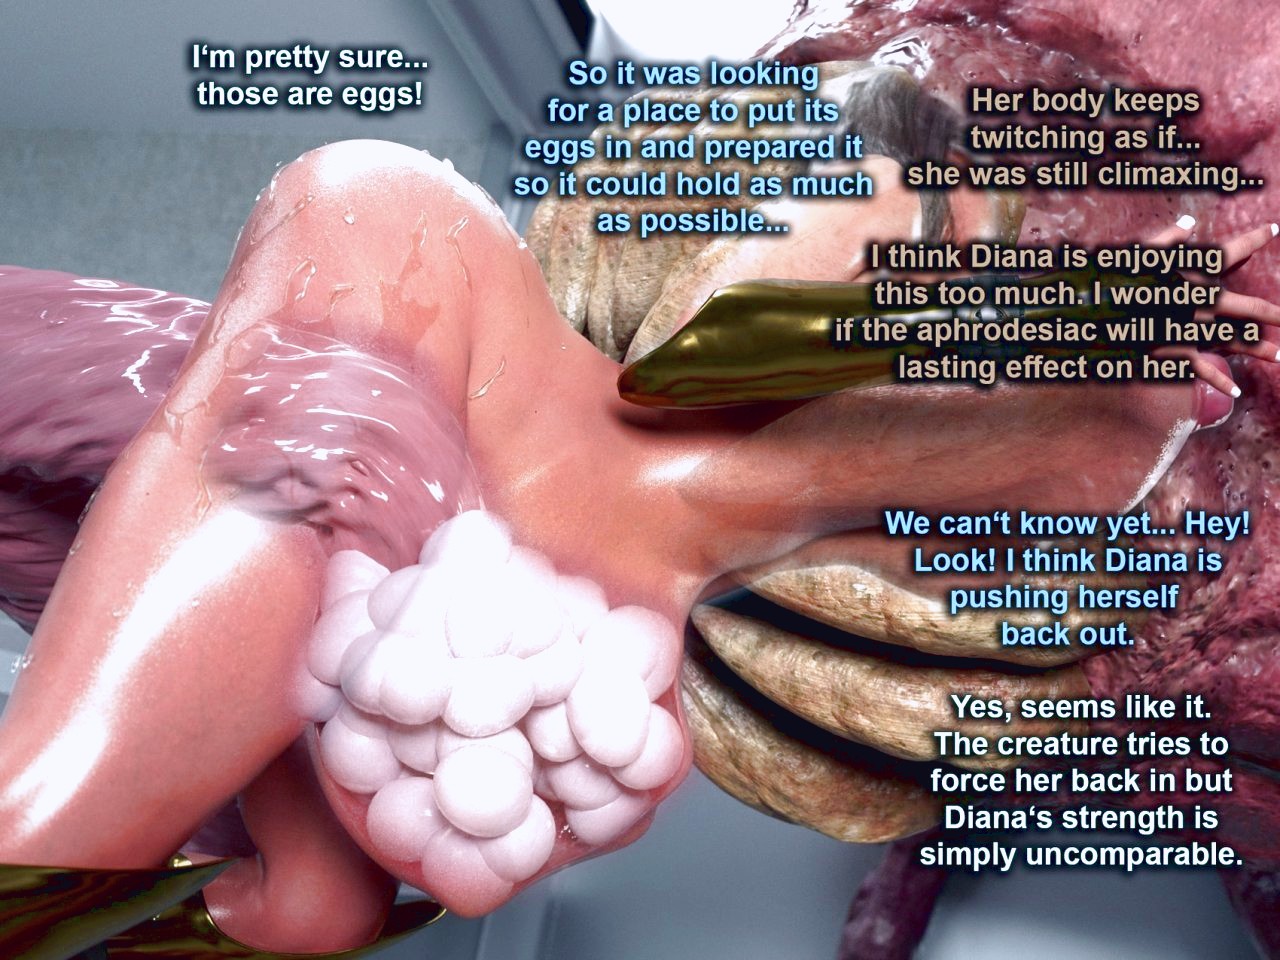 I‘m pretty sure...
those are eggs!
So it was looking
for a place to put its
eggs in and prepared it
so it could hold as much
as possible...
Her body keeps
twitching as if...
she was still climaxing...
I think Diana is enjoying
this too much. I wonder
if the aphrodesiac will have a
lasting effect on her.
We can‘t know yet... Hey!
Look! I think Diana is
pushing herself
back out.
Yes, seems like it.
The creature tries to
force her back in but
Diana‘s strength is
simply uncomparable.